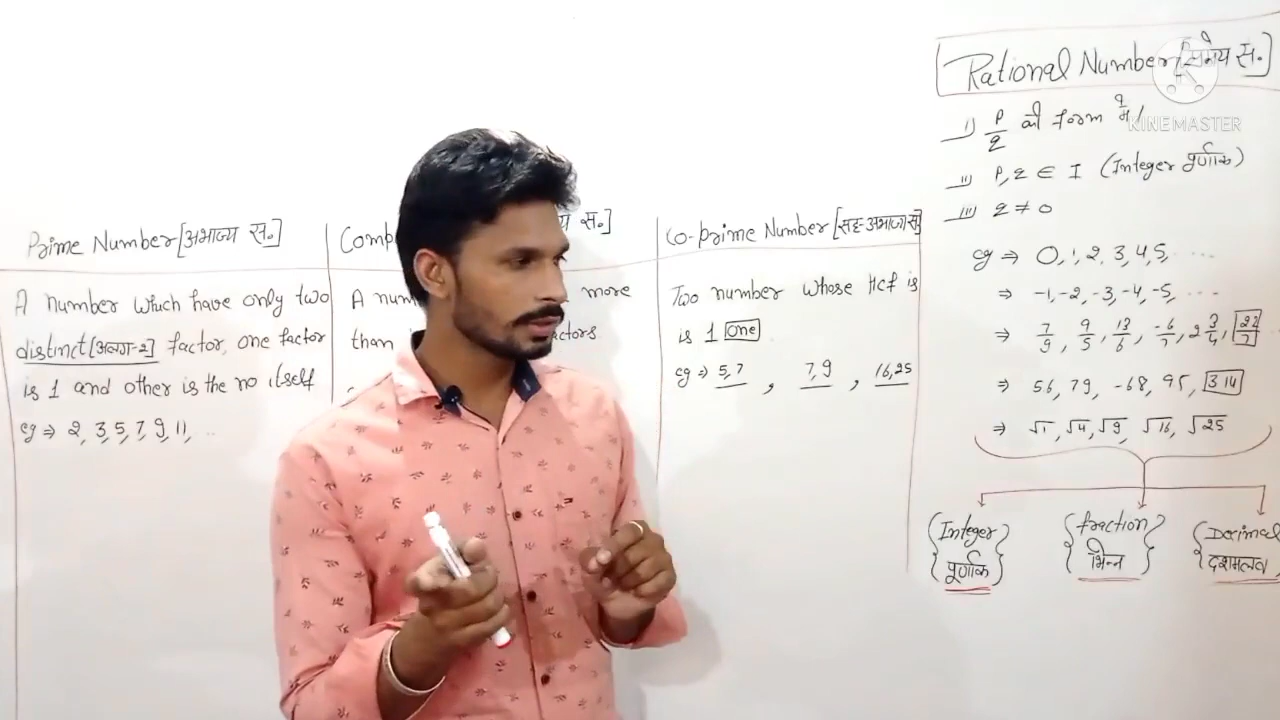 Prime Number [अभाज्य स.]
A number which have only two
distinct [अलग-2] factor, one factor
is 1 and other is the no itself
eg ⇒ 2, 3, 5, 7, 9, 11, ..
Comp
स.]
A num
more
than
actors
Co-prime Number [सह-अभाज्य स
Two number whose Hcf is
is 1 [one]
eg ⇒ 5,7 , 7,9 , 16,25
Rational Number [स.]
i) P/q की form में।
ii) P, q ∈ I (Integer पूर्णांक)
iii) q ≠ 0
eg ⇒ 0, 1, 2, 3, 4, 5, ....
⇒ -1, -2, -3, -4, -5, ...
⇒ 7/9, 9/5, 13/6, -6/7, 2 3/4, 22/7
⇒ 56, 79, -68, 95, 3 14
⇒ √1, √4, √9, √16, √25
{Integer पूर्णांक}
{fraction भिन्न}
{Decimal दशमलव
KINEMASTER